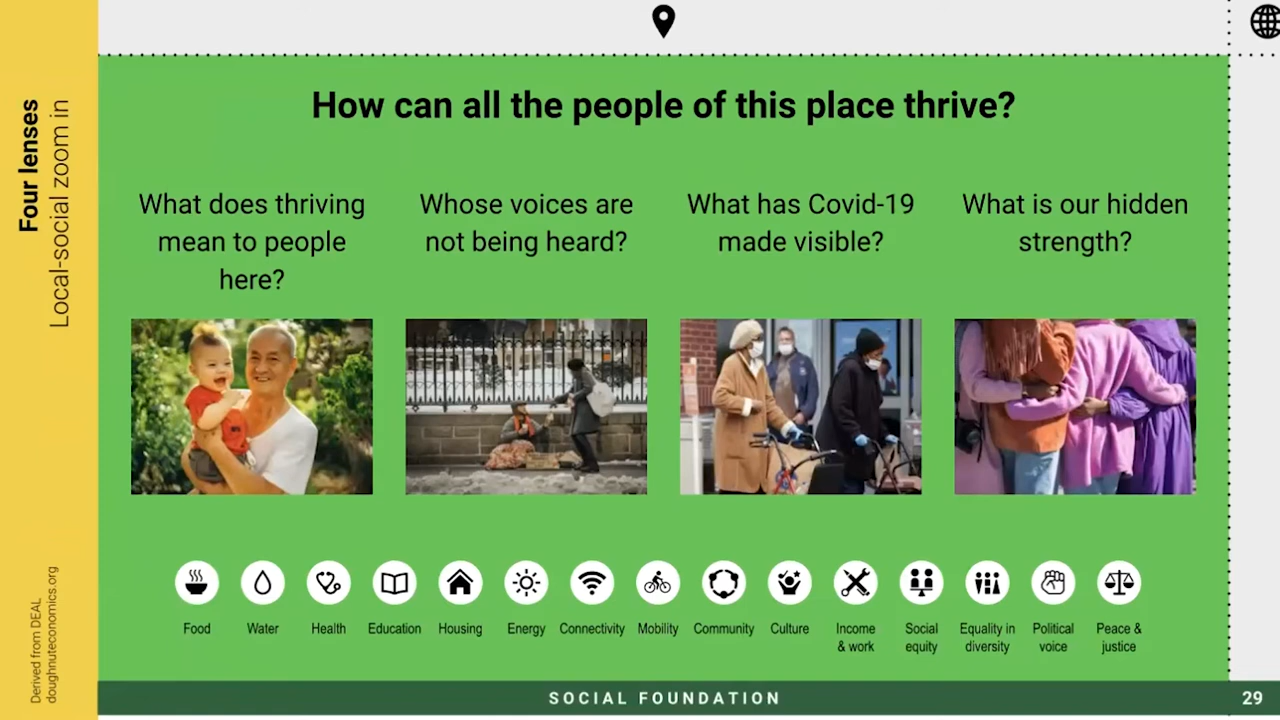 Four lenses
Local-social zoom in
How can all the people of this place thrive?
What does thriving
mean to people
here?
Whose voices are
not being heard?
What has Covid-19
made visible?
What is our hidden
strength?
Food
Water
Health
Education
Housing
Energy
Connectivity
Mobility
Community
Culture
Income
& work
Social
equity
Equality in
diversity
Political
voice
Peace &
justice
Derived from DEAL
doughnuteconomics.org
SOCIAL FOUNDATION
29